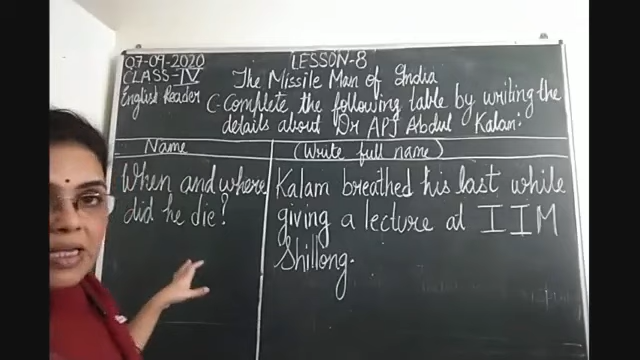 07-09-2020 LESSON-8
CLASS-IV The Missile Man of India
English Reader C-Complete the following table by writing the
details about Dr APJ Abdul Kalam:
Name (Write full name)
When and where
did he die?
Kalam breathed his last while
giving a lecture at IIM
Shillong.